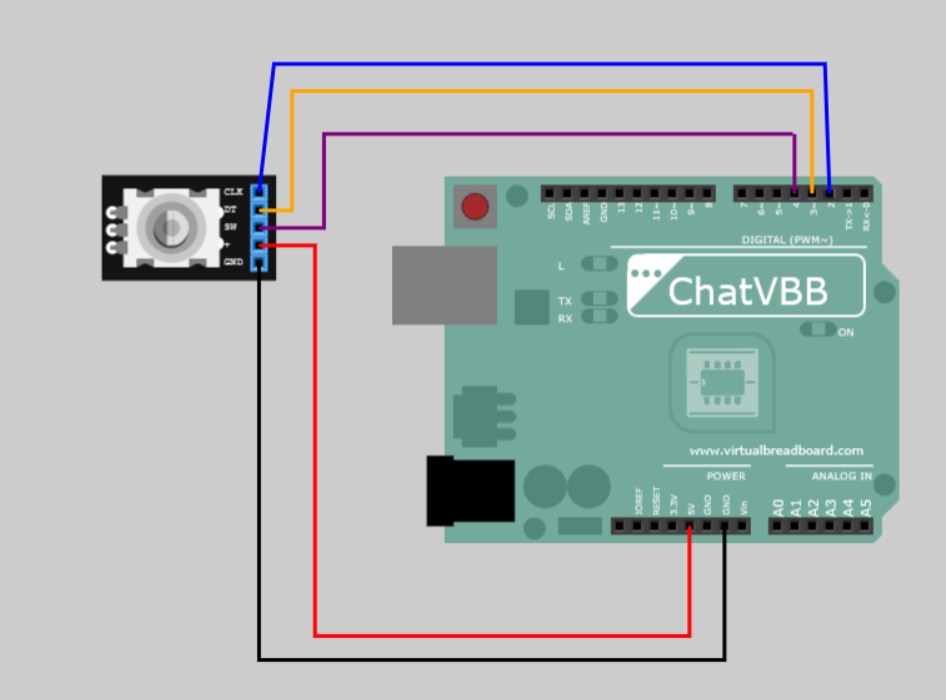 CLK
DT
SW
+
GND
SCL
SDA
AREF
GND
13
12
11~
10~
9~
8
7
6~
5~
4
3~
2
TX->1
RX<-0
DIGITAL (PWM~)
L
TX
RX
ChatVBB
ON
www.virtualbreadboard.com
POWER
ANALOG IN
IOREF
RESET
3.3V
5V
GND
GND
Vin
A0
A1
A2
A3
A4
A5